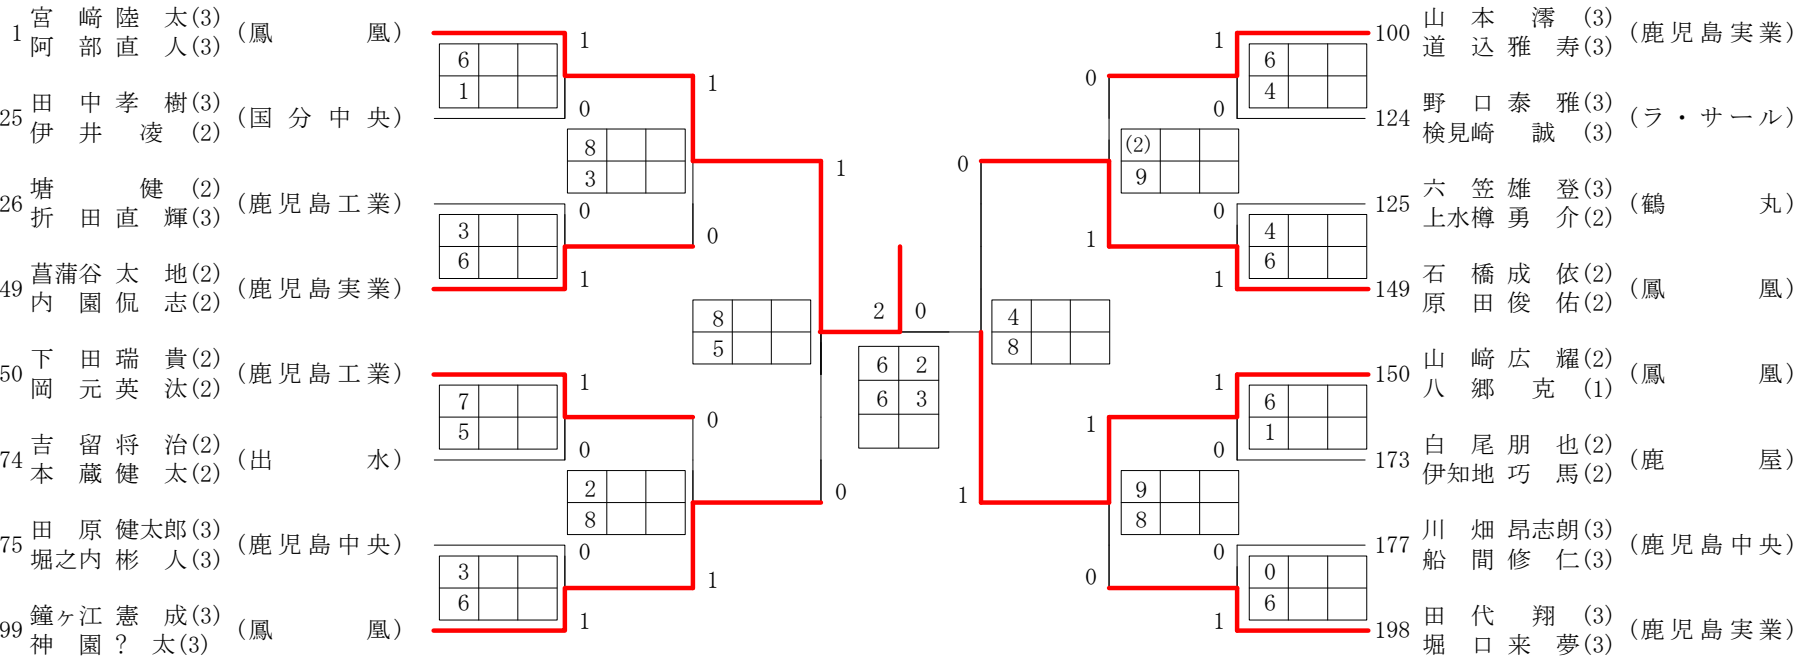 1 宮 﨑 陸 太(3) (鳳 凰)
阿 部 直 人(3)
25 田 中 孝 樹(3) (国 分 中 央)
伊 井 凌 (2)
26 塘 健 (2) (鹿児島工業)
折 田 直 輝(3)
49 菖蒲谷 太 地(2) (鹿児島実業)
内 園 侃 志(2)
50 下 田 瑞 貴(2) (鹿児島工業)
岡 元 英 汰(2)
74 吉 留 将 治(2) (出 水)
本 蔵 健 太(2)
75 田 原 健太郎(3) (鹿児島中央)
堀之内 彬 人(3)
99 鐘ヶ江 憲 成(3) (鳳 凰)
神 園 ? 太(3)
1
6
1
0
1
8
3
0
3
6
1
0
1
8
5
1
7
5
0
0
2
8
0
3
6
1
1
0
2 0
6 2
6 3
0
4
8
1
0
(2)
9
1
1
9
8
0
1
6
4
0
0
4
6
1
1
6
1
0
0
0
6
1
100 山 本 澪 (3) (鹿児島実業)
道 込 雅 寿(3)
124 野 口 泰 雅(3) (ラ・サール)
検見崎 誠 (3)
125 六 笠 雄 登(3) (鶴 丸)
上水樽 勇 介(2)
149 石 橋 成 依(2) (鳳 凰)
原 田 俊 佑(2)
150 山 﨑 広 耀(2) (鳳 凰)
八 郷 克 (1)
173 白 尾 朋 也(2) (鹿 屋)
伊知地 巧 馬(2)
177 川 畑 昂志朗(3) (鹿児島中央)
船 間 修 仁(3)
198 田 代 翔 (3) (鹿児島実業)
堀 口 来 夢(3)